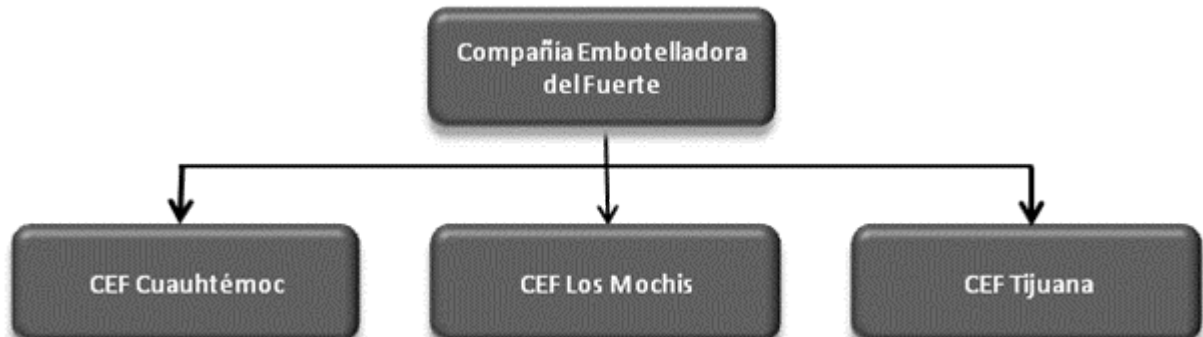 Compañía Embotelladora
del Fuerte
CEF Cuauhtémoc
CEF Los Mochis
CEF Tijuana